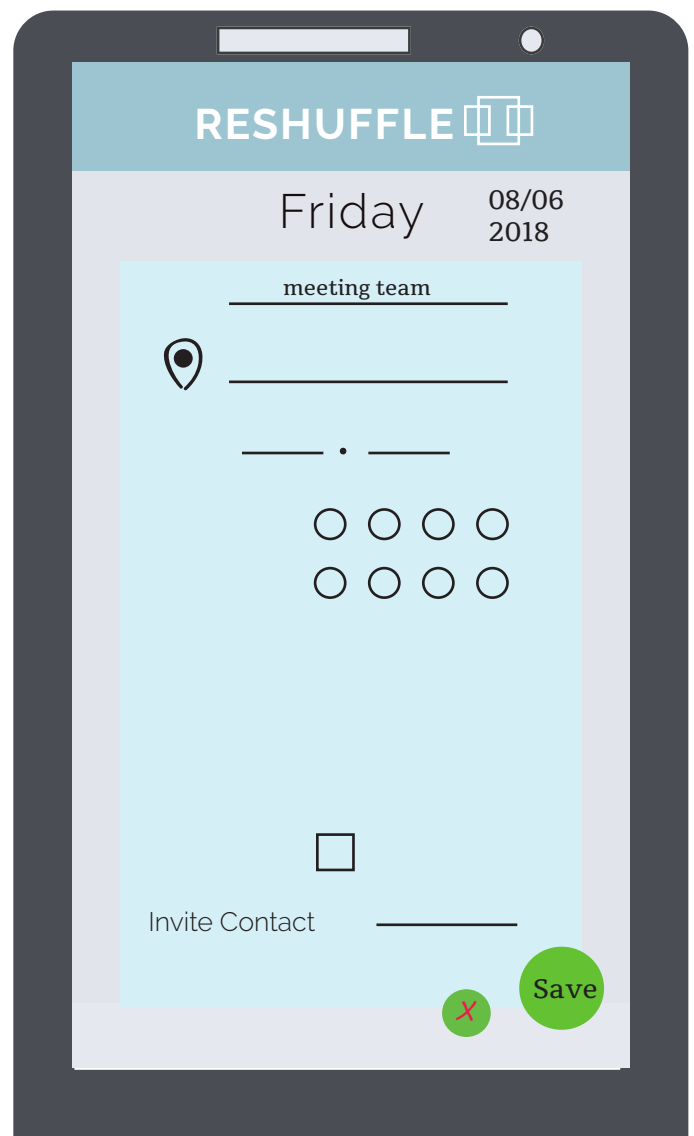 RESHUFFLE
Friday
08/06
2018
meeting team
Invite Contact
Save
X